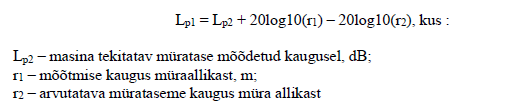 Lp1 = Lp2 + 20log10(r1) – 20log10(r2), kus :
Lp2 – masina tekitatav müratase mõõdetud kaugusel, dB;
r1 – mõõtmise kaugus müraallikast, m;
r2 – arvutatava mürataseme kaugus müra allikast